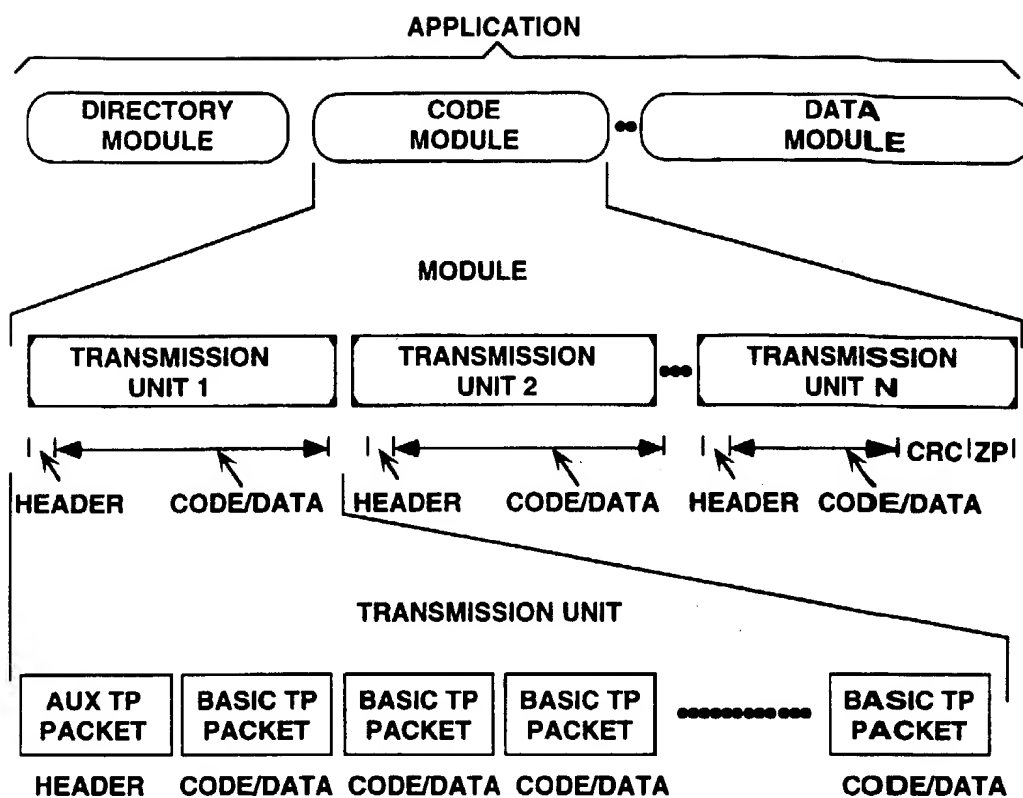 APPLICATION
DIRECTORY
MODULE
CODE
MODULE
DATA
MODULE
MODULE
TRANSMISSION
UNIT 1
TRANSMISSION
UNIT 2
TRANSMISSION
UNIT N
CRC ZP
HEADER
CODE/DATA
HEADER
CODE/DATA
HEADER
CODE/DATA
TRANSMISSION UNIT
AUX TP
PACKET
BASIC TP
PACKET
BASIC TP
PACKET
BASIC TP
PACKET
BASIC TP
PACKET
HEADER
CODE/DATA
CODE/DATA
CODE/DATA
CODE/DATA